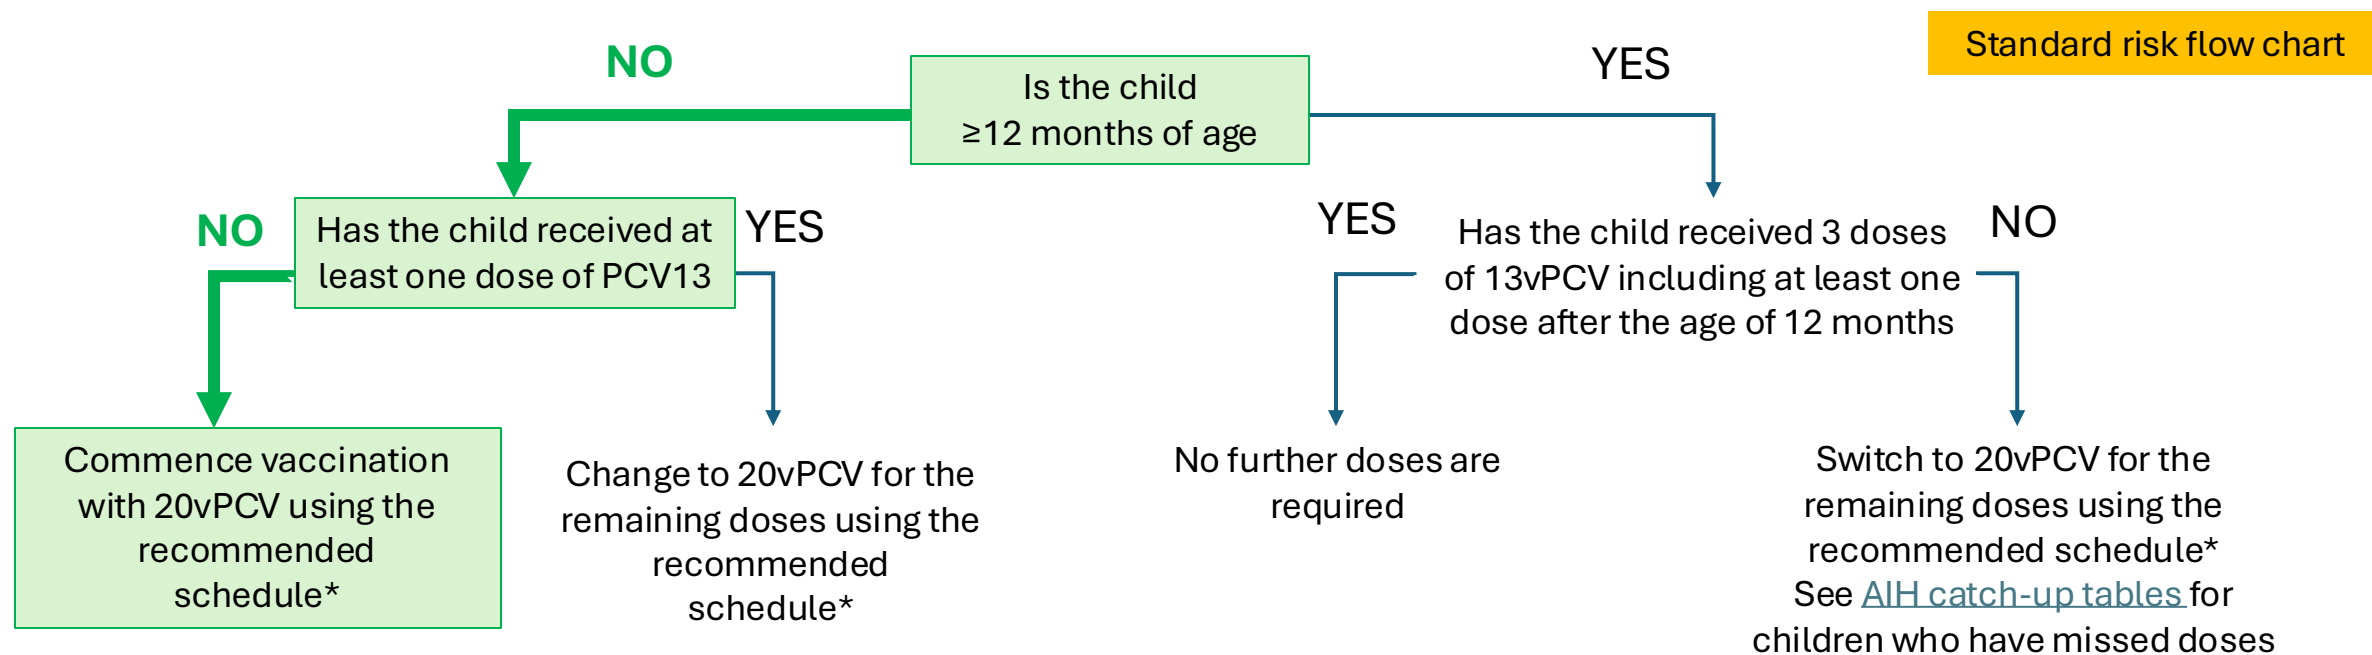 Standard risk flow chart
NO
Is the child
≥12 months of age
YES
NO
Has the child received at
least one dose of PCV13
YES
YES
Has the child received 3 doses
of 13vPCV including at least one
dose after the age of 12 months
NO
Commence vaccination
with 20vPCV using the
recommended
schedule*
Change to 20vPCV for the
remaining doses using the
recommended
schedule*
No further doses are
required
Switch to 20vPCV for the
remaining doses using the
recommended schedule*
See AIH catch-up tables for
children who have missed doses